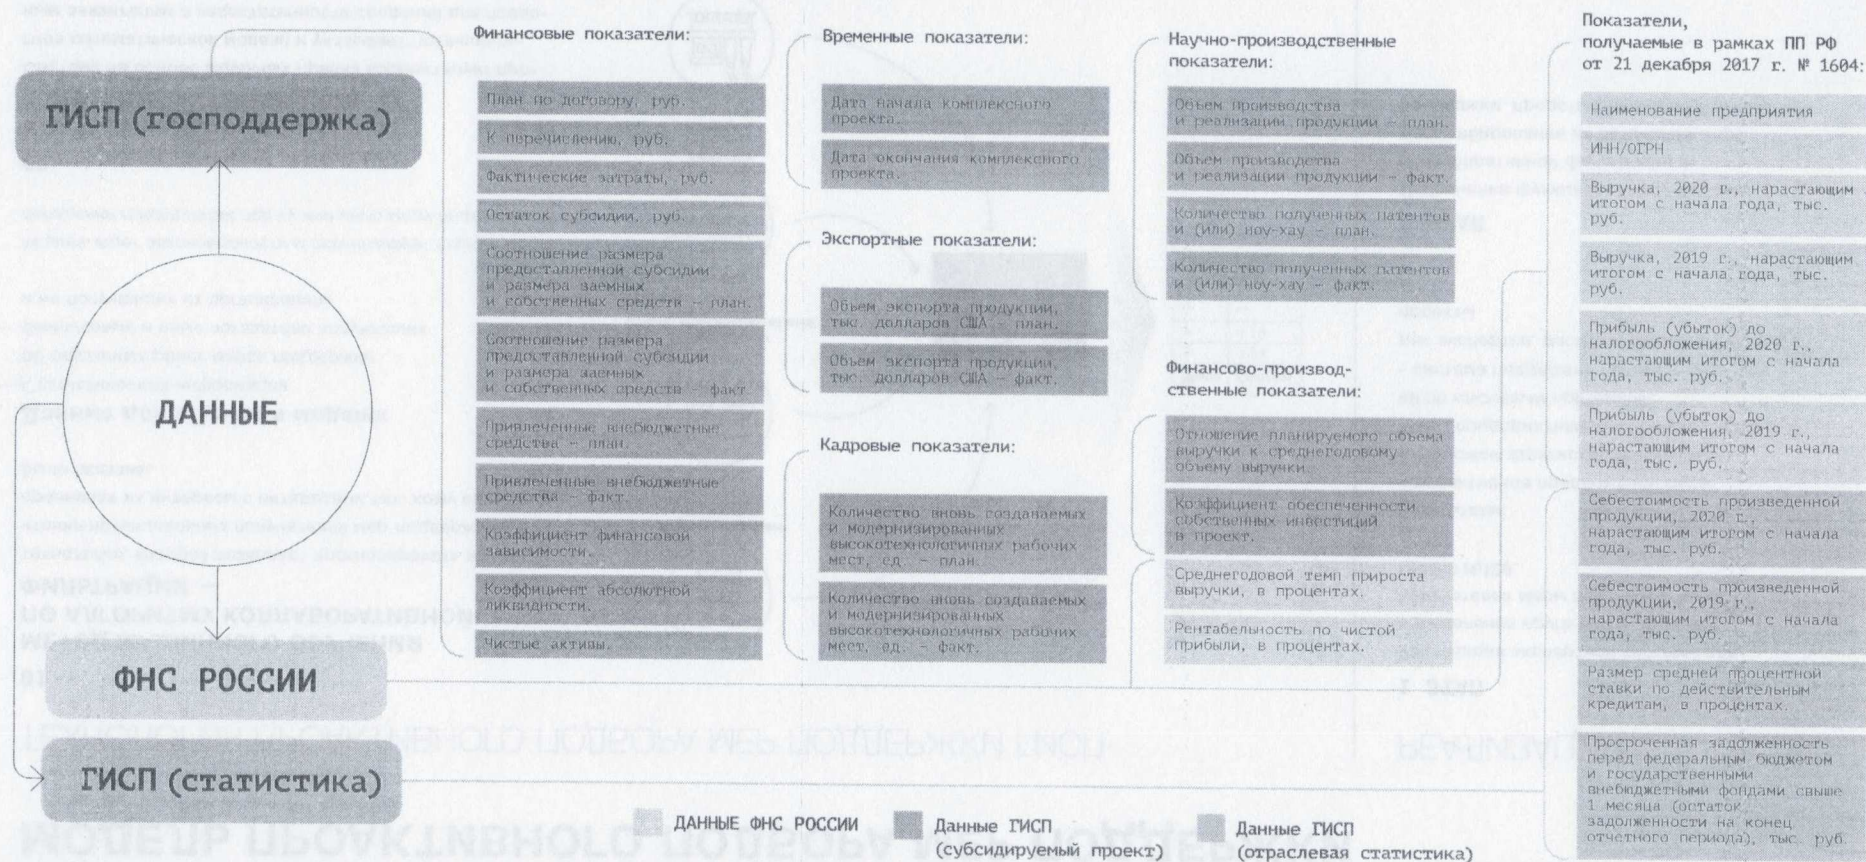 ГИСП (господдержка)
ДАННЫЕ
ФНС РОССИИ
ГИСП (статистика)
Финансовые показатели:
План по договору, руб.
К перечислению, руб.
Фактические затраты, руб.
Остаток субсидии, руб.
Соотношение размера
предоставленной субсидии
и размера заемных
и собственных средств – план.
Соотношение размера
предоставленной субсидии
и размера заемных
и собственных средств – факт
Привлеченные внебюджетные
средства – план.
Привлеченные внебюджетные
средства – факт.
Коэффициент финансовой
зависимости.
Коэффициент абсолютной
ликвидности.
Чистые активы.
Временные показатели:
Дата начала комплексного
проекта.
Дата окончания комплексного
проекта.
Экспортные показатели:
Объем экспорта продукции,
тыс. долларов США – план.
Объем экспорта продукции,
тыс. долларов США – факт.
Кадровые показатели:
Количество вновь создаваемых
и модернизированных
высокотехнологичных рабочих
мест, ед. – план.
Количество вновь создаваемых
и модернизированных
высокотехнологичных рабочих
мест, ед. – факт.
Научно-производственные
показатели:
Объем производства
и реализации продукции – план.
Объем производства
и реализации продукции – факт.
Количество полученных патентов
и (или) ноу-хау – план.
Количество полученных патентов
и (или) ноу-хау – факт.
Финансово-производ-
ственные показатели:
Отношение планируемого объема
выручки к среднегодовому
объему выручки
Коэффициент обеспеченности
собственных инвестиций
в проект.
Среднегодовой темп прироста
выручки, в процентах.
Рентабельность по чистой
прибыли, в процентах.
Показатели,
получаемые в рамках ПП РФ
от 21 декабря 2017 г. № 1604:
Наименование предприятия
ИНН/ОГРН
Выручка, 2020 г., нарастающим
итогом с начала года, тыс.
руб.
Выручка, 2019 г., нарастающим
итогом с начала года, тыс.
руб.
Прибыль (убыток) до
налогообложения, 2020 г.,
нарастающим итогом с начала
года, тыс. руб.
Прибыль (убыток) до
налогообложения, 2019 г.,
нарастающим итогом с начала
года, тыс. руб.
Себестоимость произведенной
продукции, 2020 г.,
нарастающим итогом с начала
года, тыс. руб.
Себестоимость произведенной
продукции, 2019 г.,
нарастающим итогом с начала
года, тыс. руб.
Размер средней процентной
ставки по действительным
кредитам, в процентах.
Просроченная задолженность
перед федеральным бюджетом
и государственными
внебюджетными фондами свыше
1 месяца (остаток
задолженности на конец
отчетного периода), тыс. руб.
ДАННЫЕ ФНС РОССИИ
Данные ГИСП
(субсидируемый проект)
Данные ГИСП
(отраслевая статистика)